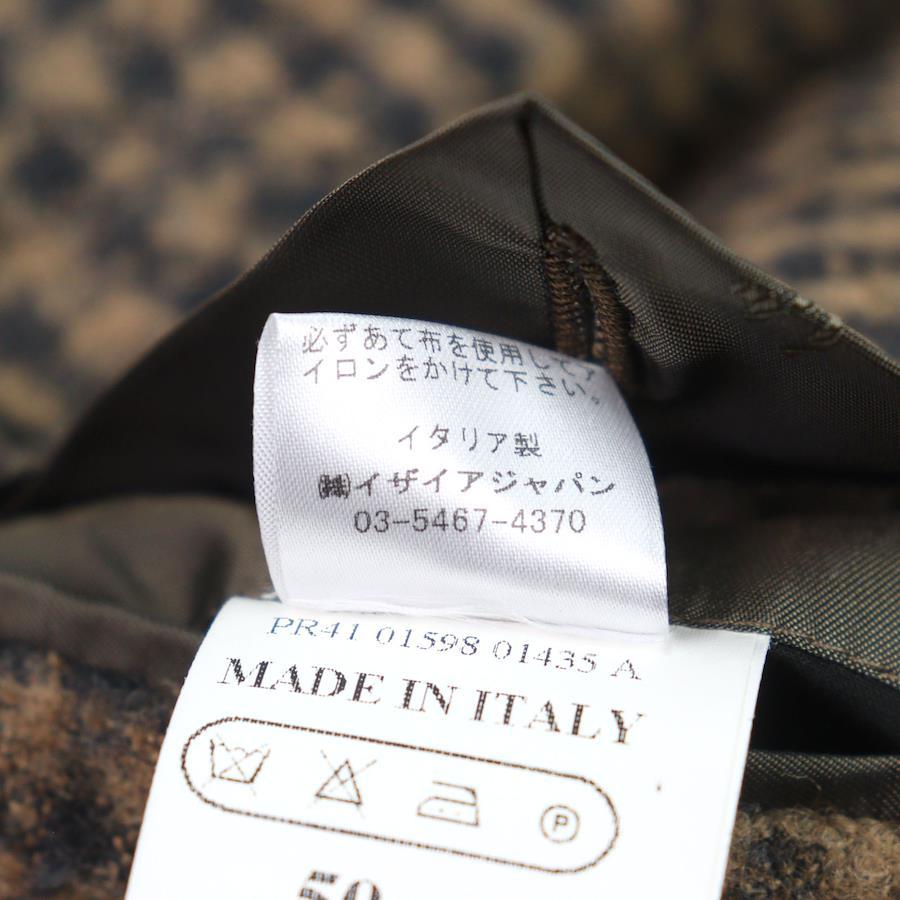 必ずあて布を使用してア
イロンをかけて下さい。
イタリア製
㈱イザイアジャパン
03-5467-4370
PR41 01598 01435 A
MADE IN ITALY
P
50